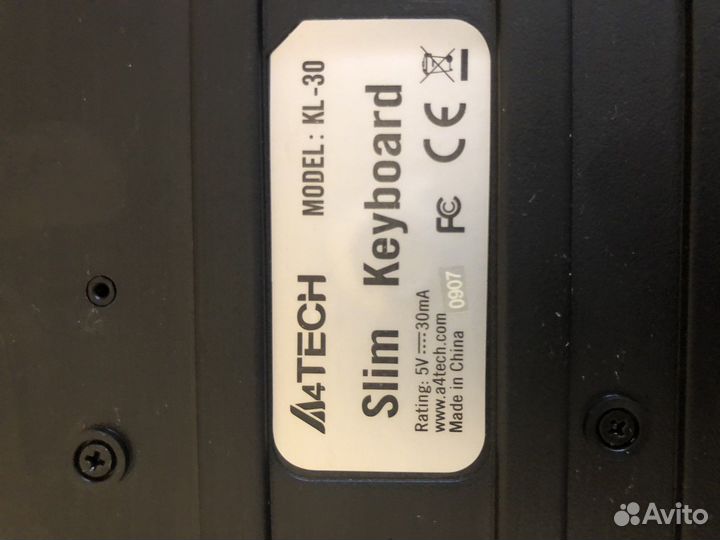 A4TECH MODEL: KL-30
Slim Keyboard
Rating: 5V 30mA
www.a4tech.com
Made in China 0907
FC CE
Avito